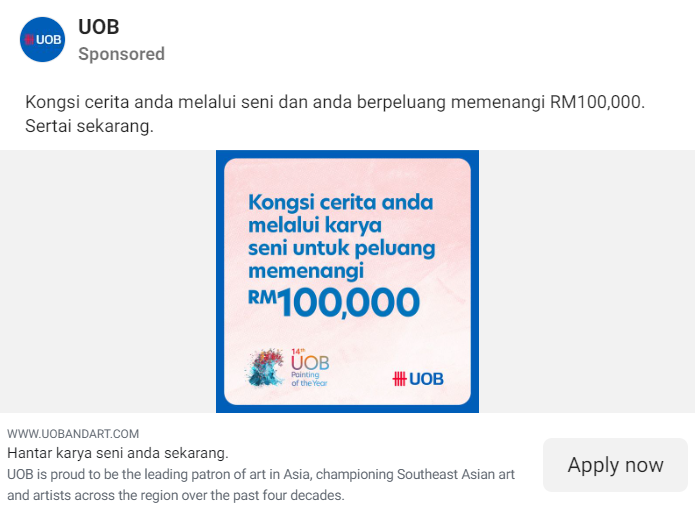 UOB
UOB
Sponsored
Kongsi cerita anda melalui seni dan anda berpeluang memenangi RM100,000.
Sertai sekarang.
Kongsi cerita anda
melalui karya
seni untuk peluang
memenangi
RM100,000
14th
UOB
Painting
of the Year
UOB
WWW.UOBANDART.COM
Hantar karya seni anda sekarang.
UOB is proud to be the leading patron of art in Asia, championing Southeast Asian art
and artists across the region over the past four decades.
Apply now